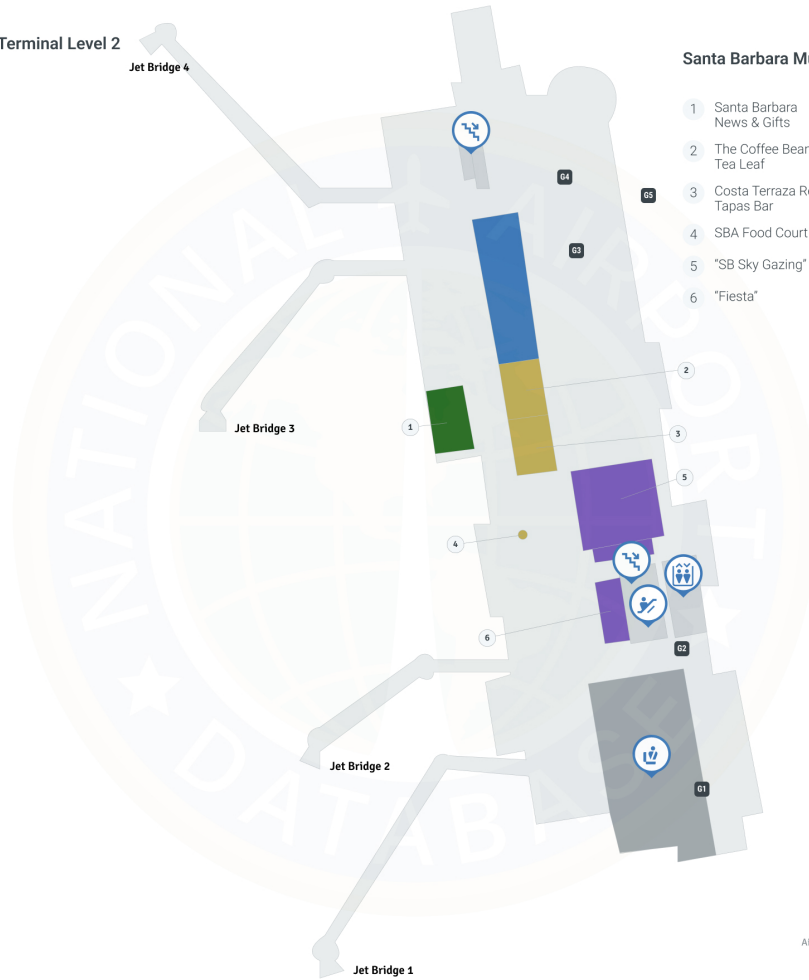 Terminal Level 2
Jet Bridge 4
Santa Barbara
1 Santa Barbara
News & Gifts
2 The Coffee Bean
Tea Leaf
3 Costa Terraza
Tapas Bar
4 SBA Food Court
5 "SB Sky Gazing"
6 "Fiesta"
G4
G5
G3
2
1
Jet Bridge 3
3
5
4
6
G2
Jet Bridge 2
G1
Jet Bridge 1
NATIONAL AIRPORT
DATABASE